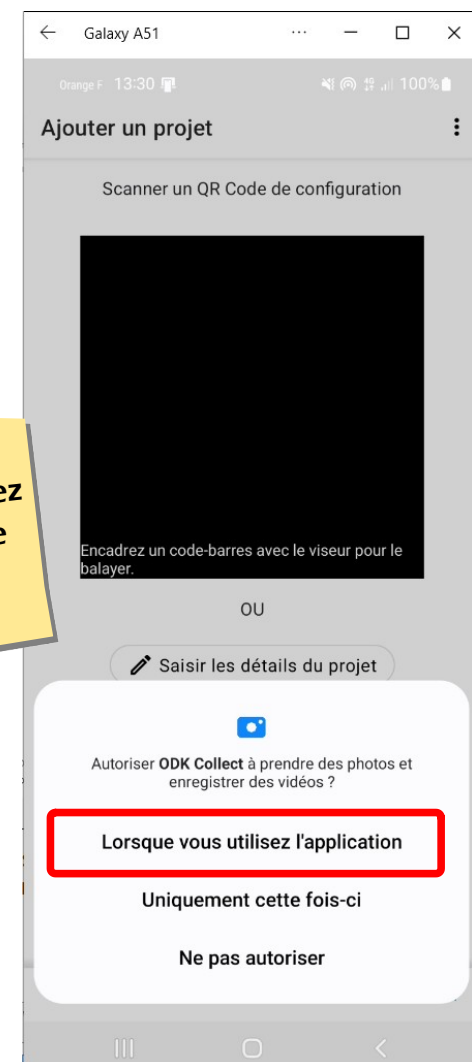 Galaxy A51
Orange F 13:30 100%
Ajouter un projet
Scanner un QR Code de configuration
Encadrez un code-barres avec le viseur pour le
balayer.
OU
Saisir les détails du projet
Autoriser ODK Collect à prendre des photos et
enregistrer des vidéos ?
Lorsque vous utilisez l'application
Uniquement cette fois-ci
Ne pas autoriser